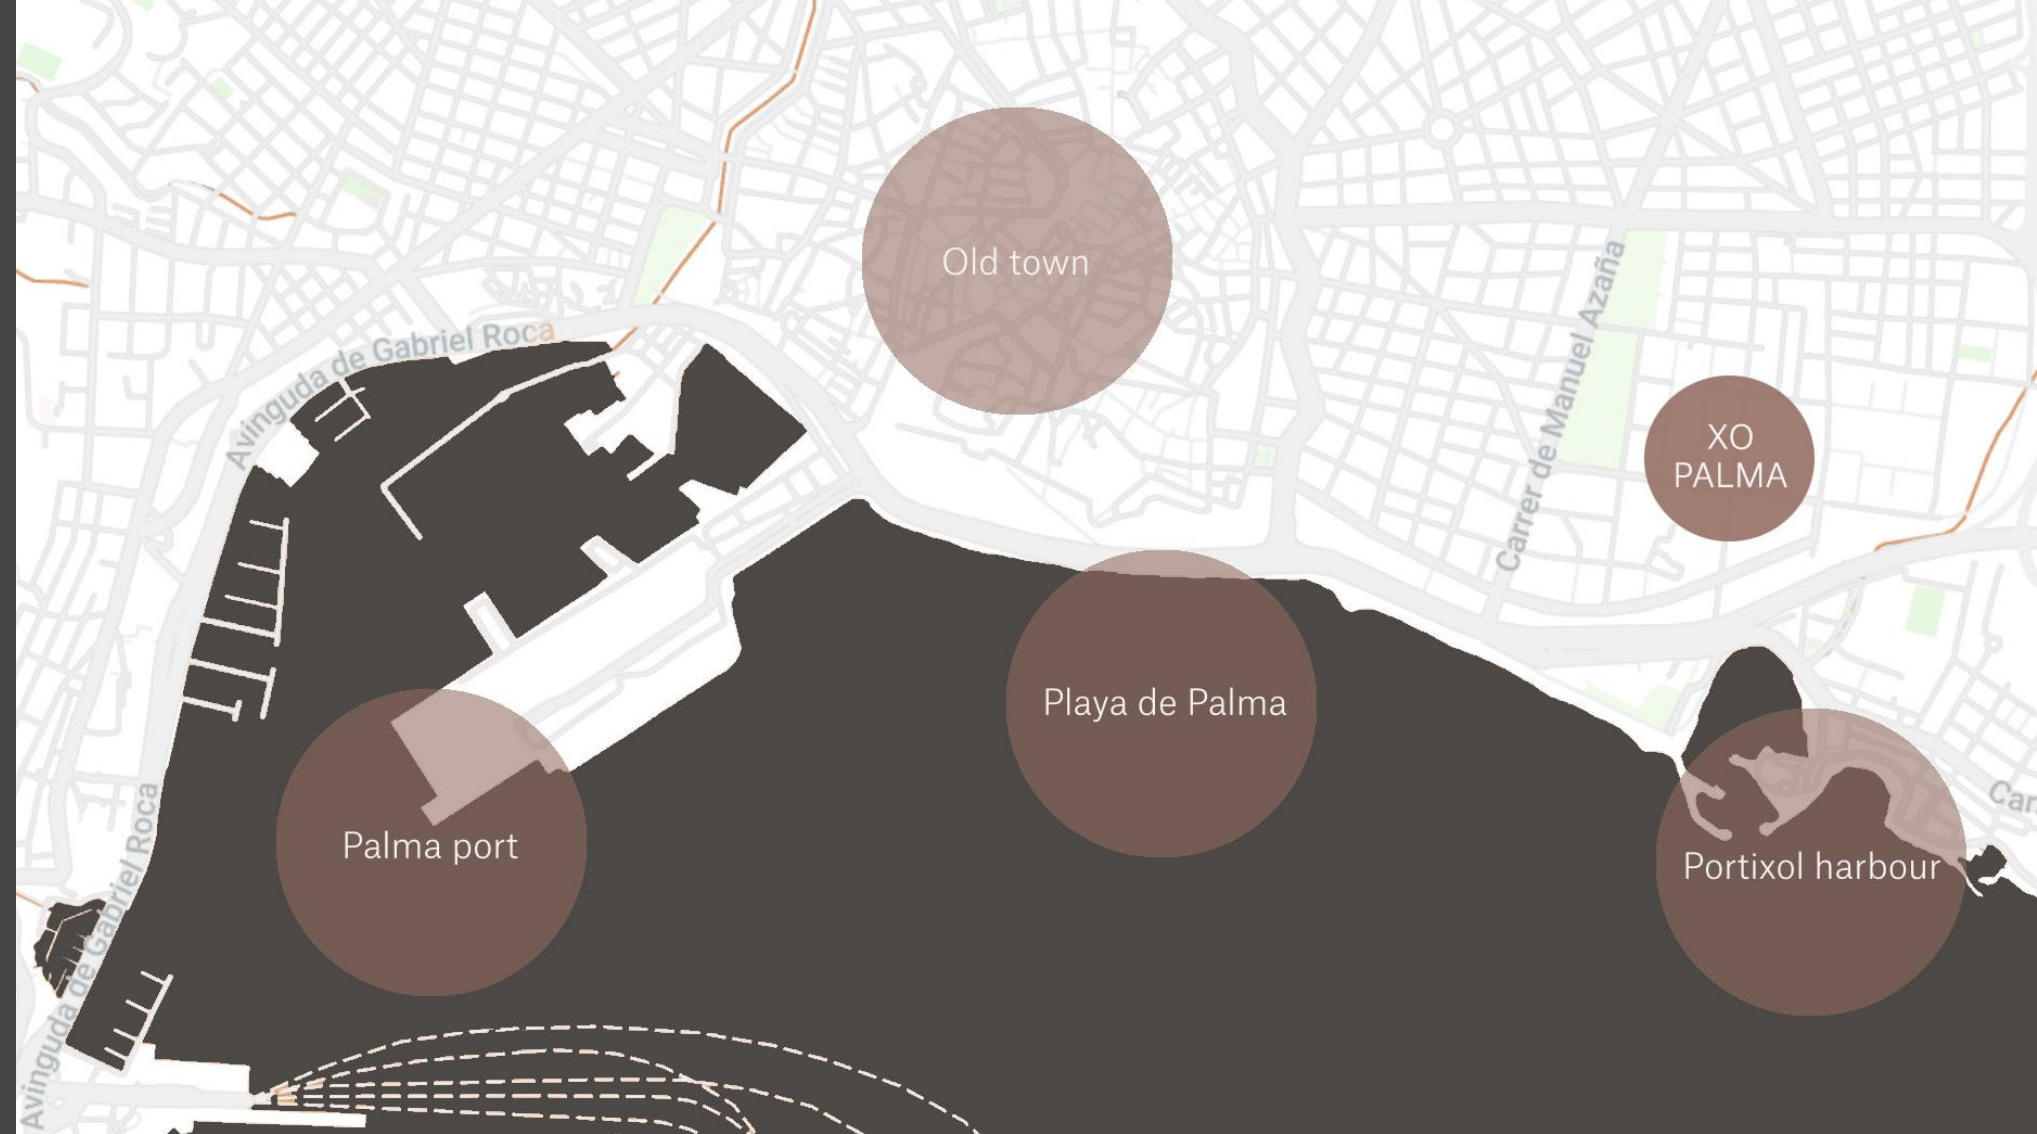 Old town
Carrer de Manuel Azaña
Avinguda de Gabriel Roca
XO
PALMA
Playa de Palma
Palma port
Portixol harbour
Car
Avinguda de Gabriel Roca